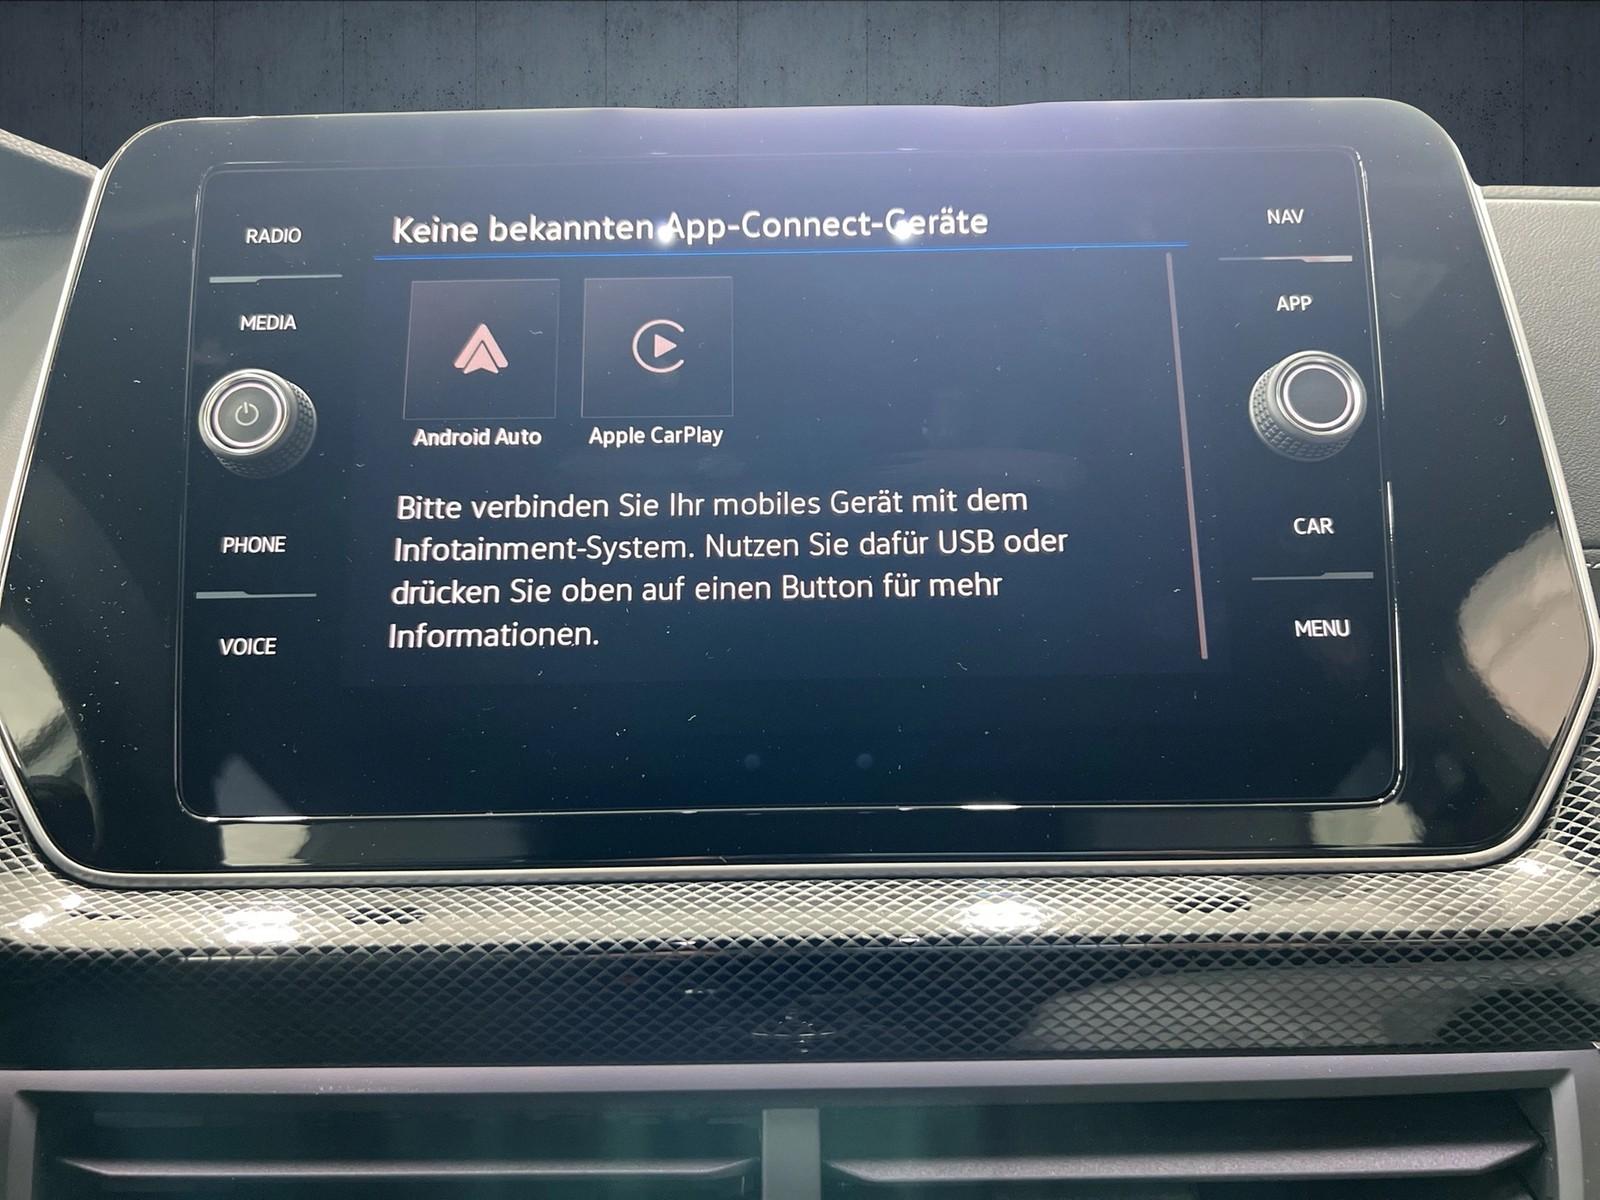 RADIO
MEDIA
PHONE
VOICE
Keine bekannten App-Connect-Geräte
Android Auto
Apple CarPlay
Bitte verbinden Sie Ihr mobiles Gerät mit dem
Infotainment-System. Nutzen Sie dafür USB oder
drücken Sie oben auf einen Button für mehr
Informationen.
NAV
APP
CAR
MENU